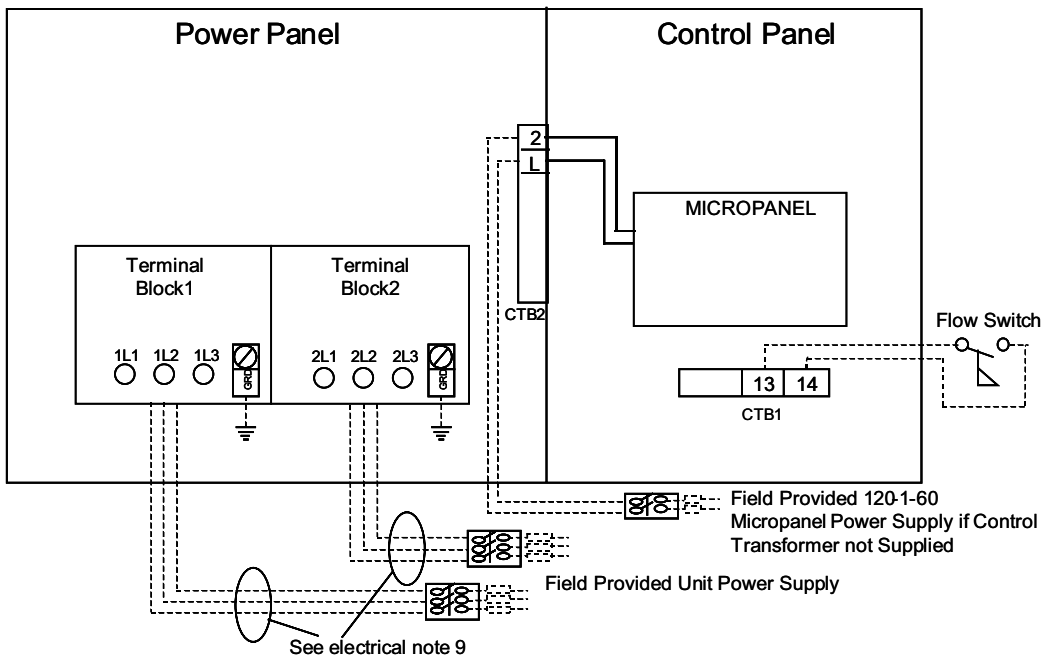 Power Panel
Control Panel
2
L
MICROPANEL
Terminal
Block1
Terminal
Block2
CTB2
Flow Switch
1L1 1L2 1L3
GRD
2L1 2L2 2L3
GRD
13 14
CTB1
Field Provided 120-1-60
Micropanel Power Supply if Control
Transformer not Supplied
Field Provided Unit Power Supply
See electrical note 9